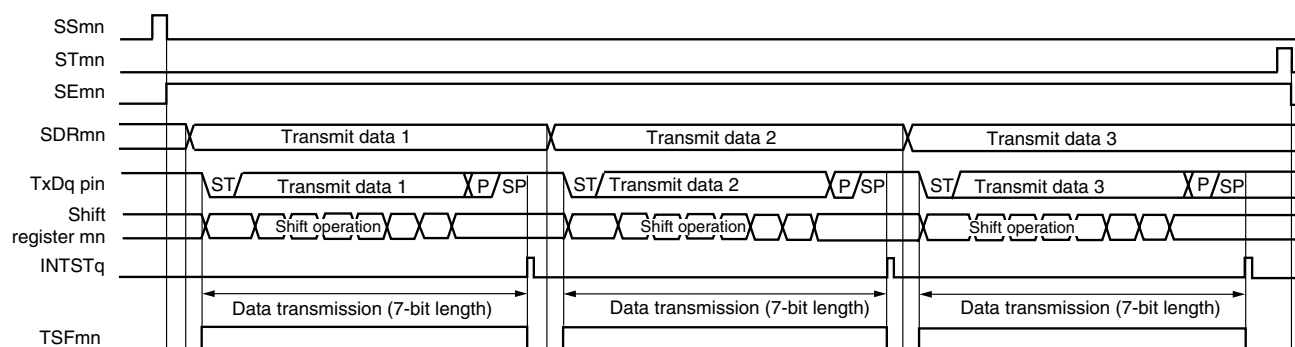 SSmn
STmn
SEmn
SDRmn Transmit data 1 Transmit data 2 Transmit data 3
TxDq pin ST Transmit data 1 P SP ST Transmit data 2 P SP ST Transmit data 3 P SP
Shift
register mn Shift operation Shift operation Shift operation
INTSTq
Data transmission (7-bit length) Data transmission (7-bit length) Data transmission (7-bit length)
TSFmn